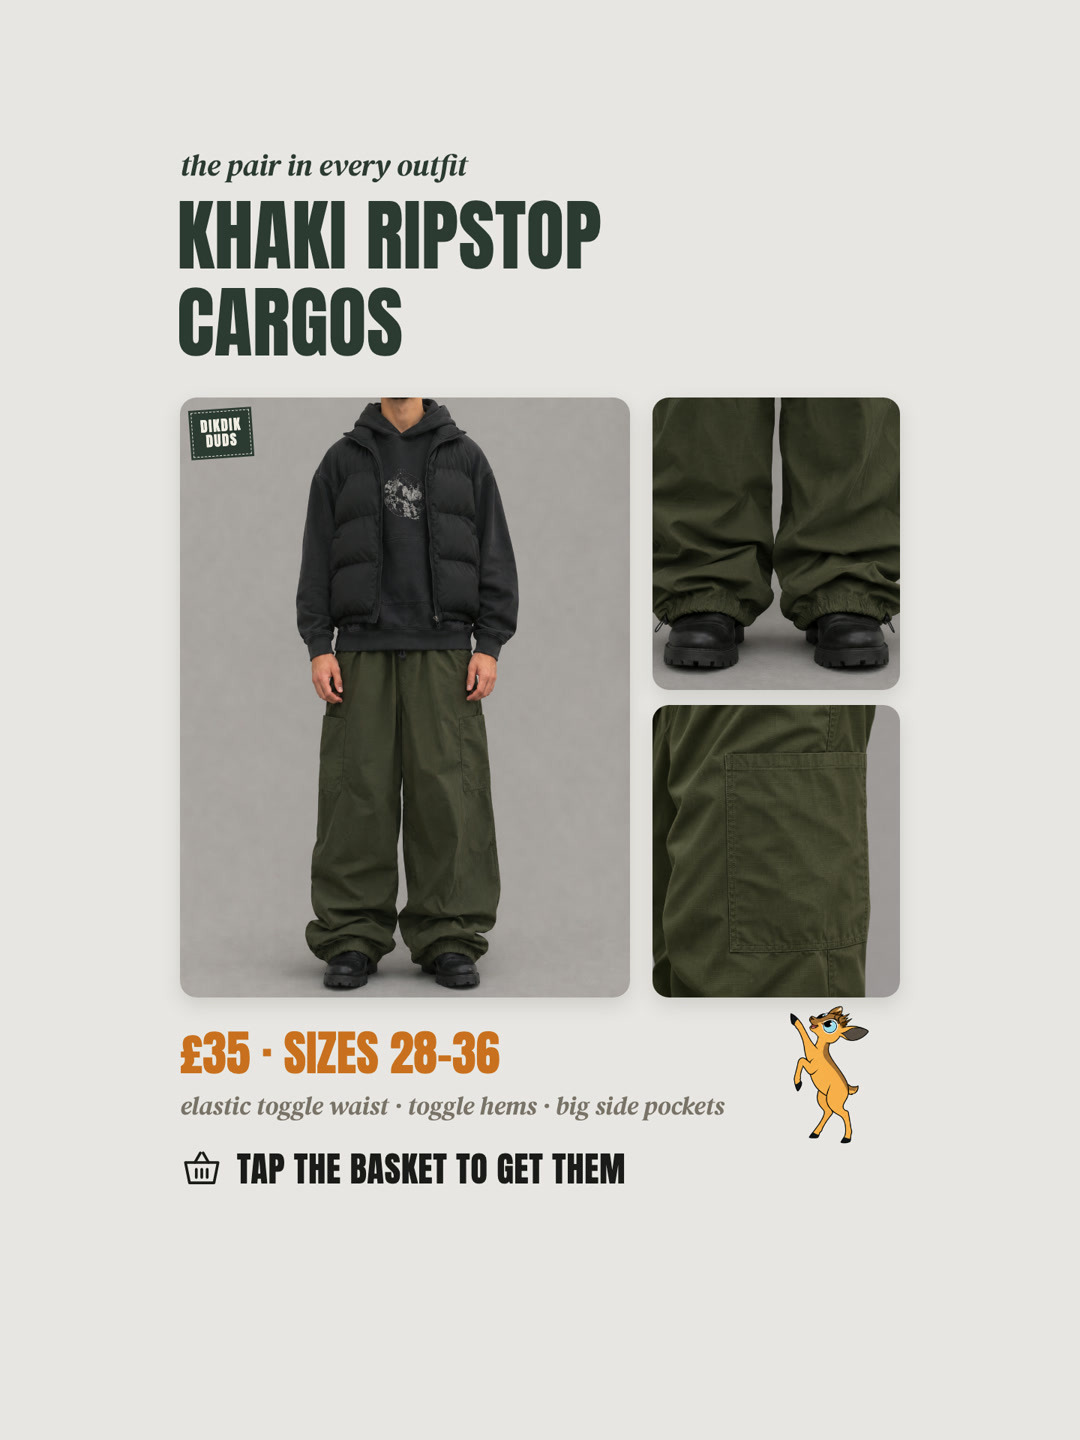 the pair in every outfit
KHAKI RIPSTOP
CARGOS
DIKDIK
DUDS
£35 · SIZES 28-36
elastic toggle waist · toggle hems · big side pockets
TAP THE BASKET TO GET THEM